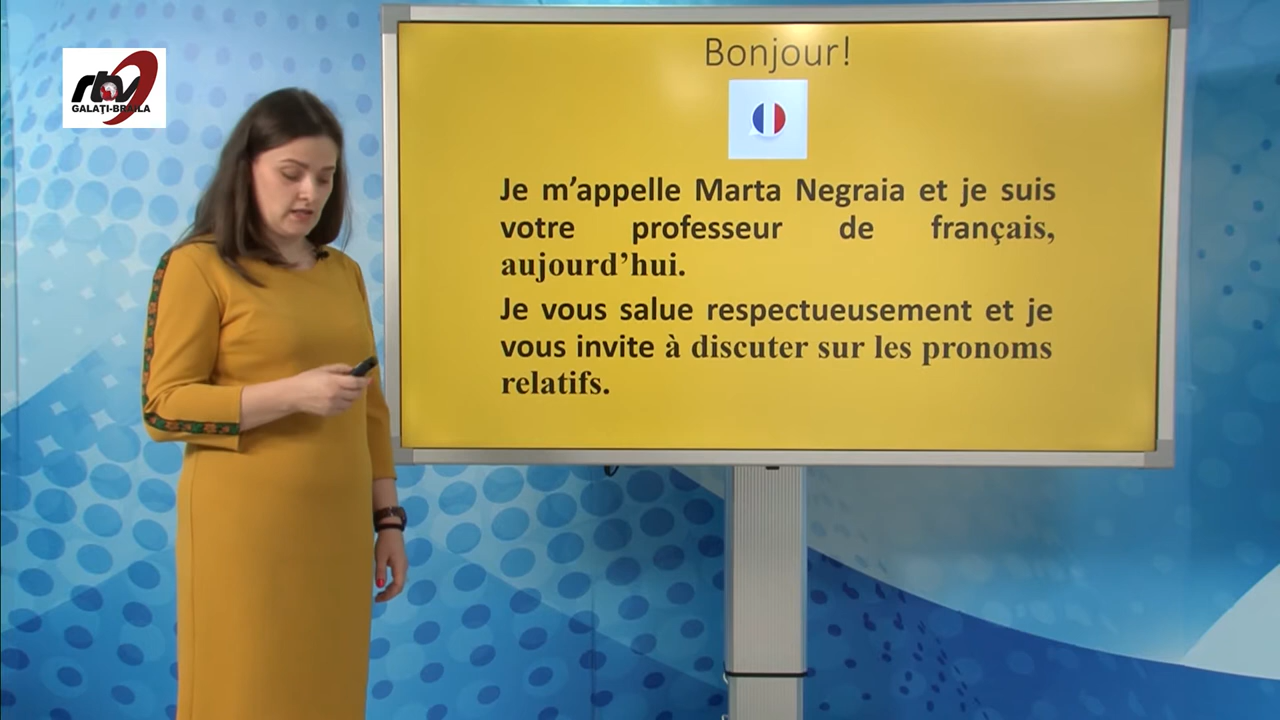 rtv
GALAŢI-BRĂILA
Bonjour!
Je m’appelle Marta Negraia et je suis
votre professeur de français,
aujourd’hui.
Je vous salue respectueusement et je
vous invite à discuter sur les pronoms
relatifs.